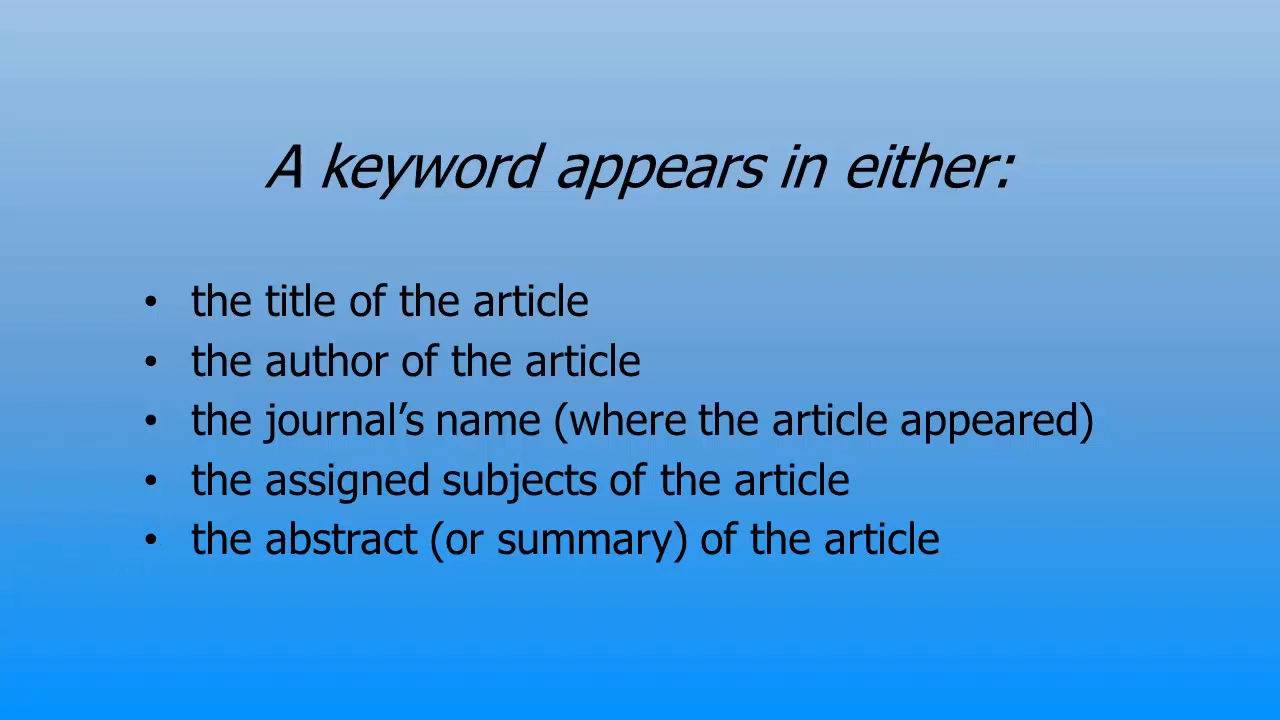 A keyword appears in either:
• the title of the article
• the author of the article
• the journal’s name (where the article appeared)
• the assigned subjects of the article
• the abstract (or summary) of the article